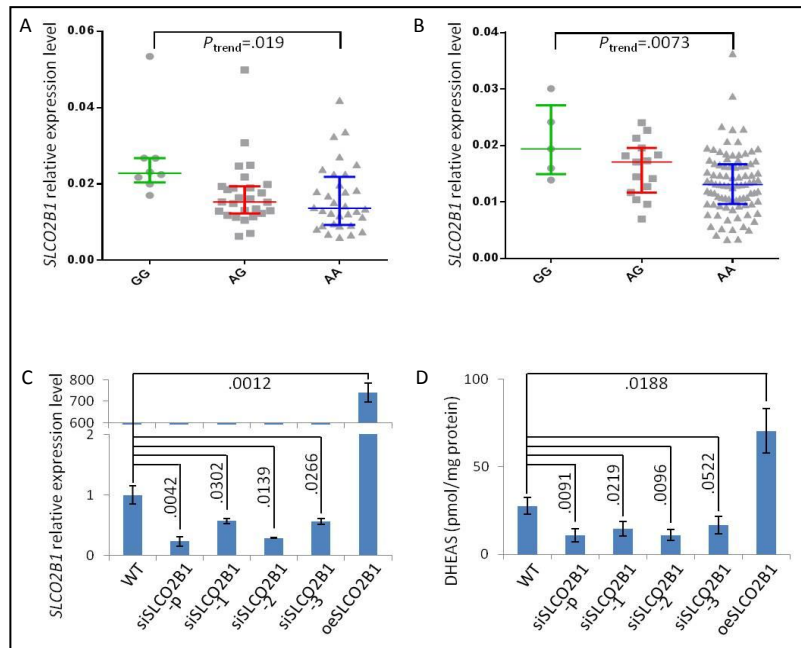 A
SLCO2B1 relative expression level
0.06
0.04
0.02
0.00
Ptrend=.019
GG
AG
AA
B
SLCO2B1 relative expression level
0.04
0.03
0.02
0.01
0.00
Ptrend=.0073
GG
AG
AA
C
SLCO2B1 relative expression level
800
700
600
2
1
0
.0012
.0042
.0302
.0139
.0266
WT
siSLCO2B1
-p
siSLCO2B1
-1
siSLCO2B1
-2
siSLCO2B1
-3
oeSLCO2B1
D
DHEAS (pmol/mg protein)
100
50
0
.0188
.0091
.0219
.0096
.0522
WT
siSLCO2B1
-p
siSLCO2B1
-1
siSLCO2B1
-2
siSLCO2B1
-3
oeSLCO2B1